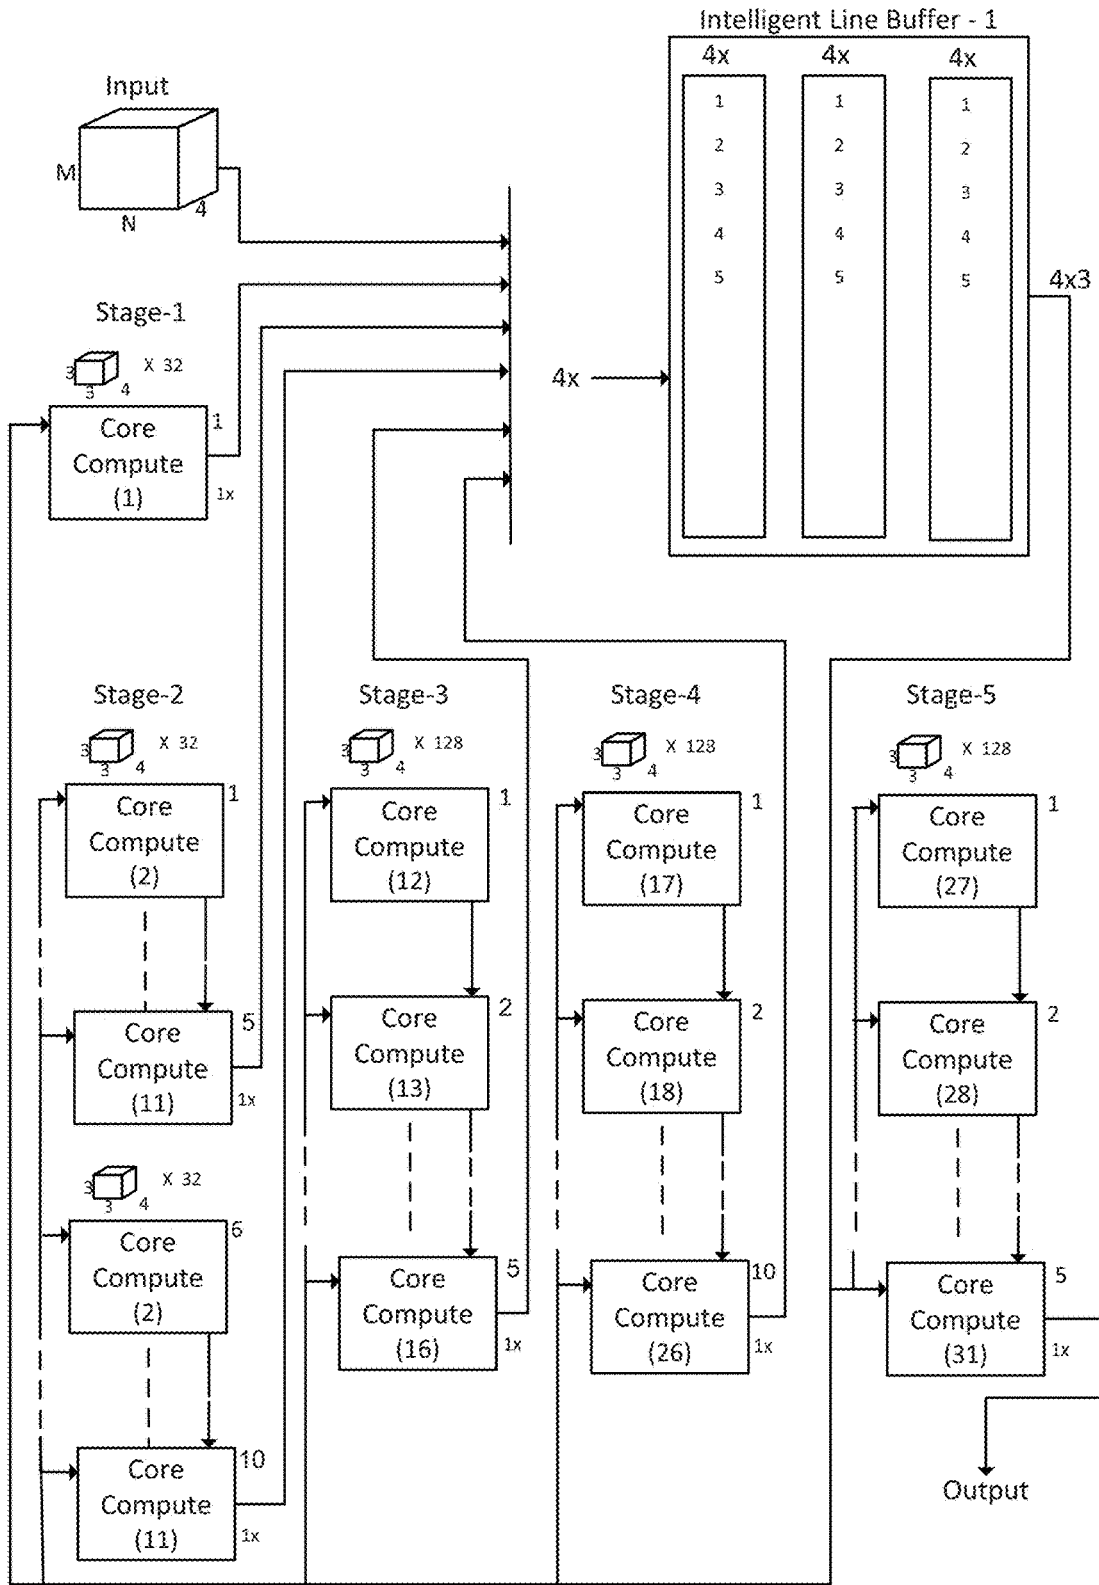 Intelligent Line Buffer - 1
4x 4x 4x
1 1 1
2 2 2
3 3 3
4 4 4
5 5 5
4x3
4x
Input
M
N
4
Stage-1
3
3
4
X 32
Core
Compute
(1)
1
1x
Stage-2
3
3
4
X 32
Core
Compute
(2)
1
Core
Compute
(11)
5
1x
3
3
4
X 32
Core
Compute
(2)
6
Core
Compute
(11)
10
1x
Stage-3
3
3
4
X 128
Core
Compute
(12)
1
Core
Compute
(13)
2
Core
Compute
(16)
5
1x
Stage-4
3
3
4
X 128
Core
Compute
(17)
1
Core
Compute
(18)
2
Core
Compute
(26)
10
1x
Stage-5
3
3
4
X 128
Core
Compute
(27)
1
Core
Compute
(28)
2
Core
Compute
(31)
5
1x
Output